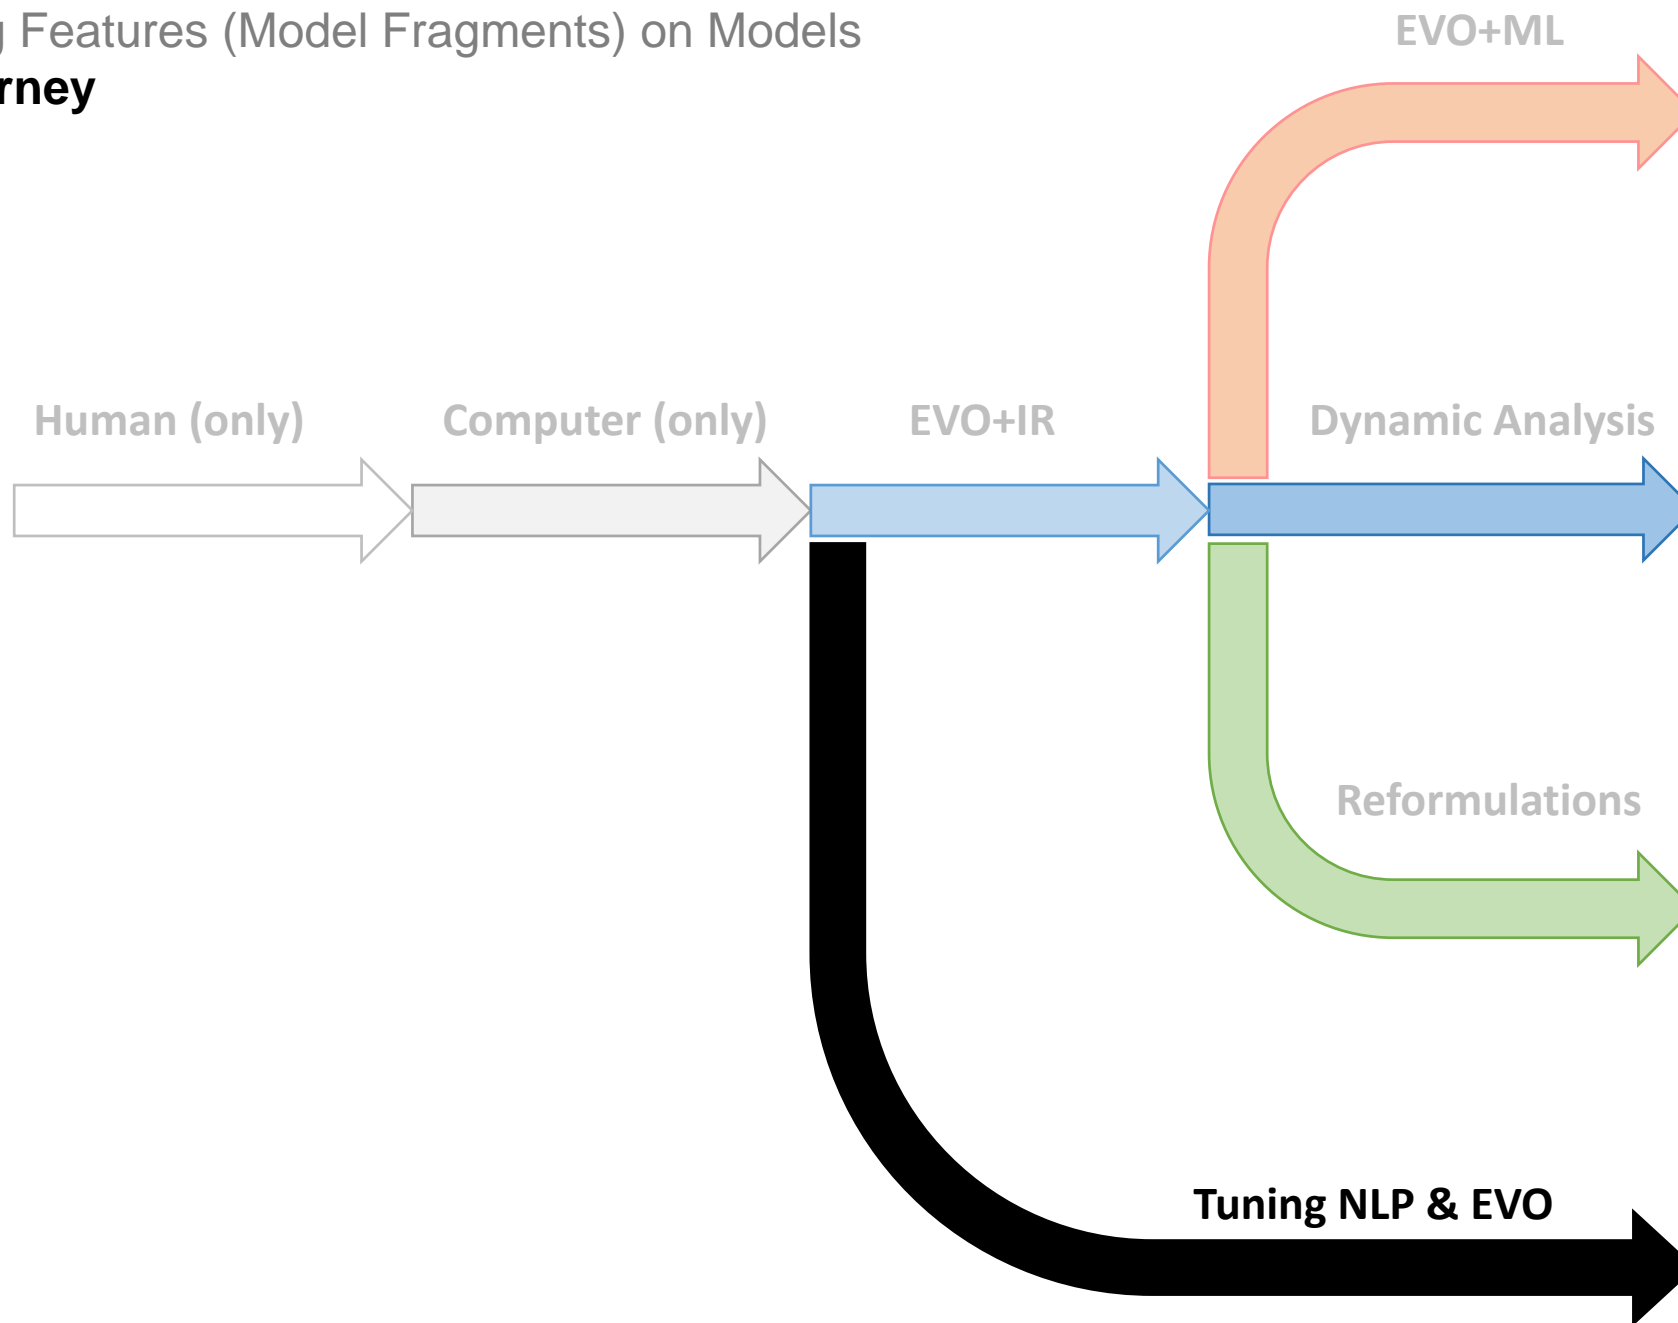 Features (Model Fragments) on Models
EVO+ML
Human (only)
Computer (only)
EVO+IR
Dynamic Analysis
Reformulations
Tuning NLP & EVO